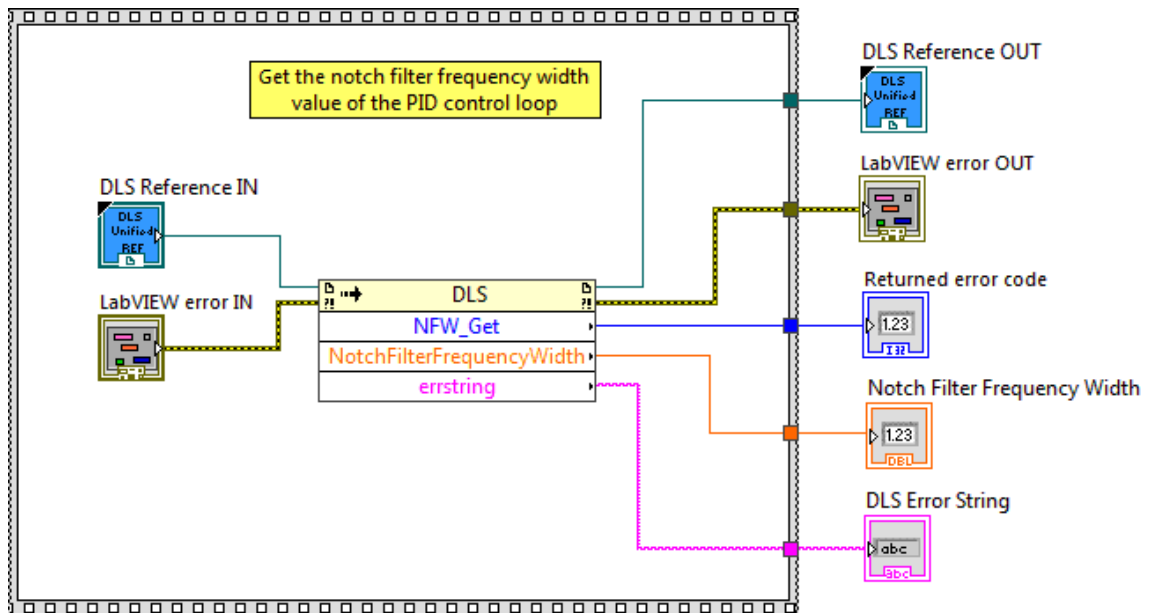 DLS Reference OUT
DLS
Unified
REF
Get the notch filter frequency width
value of the PID control loop
LabVIEW error OUT
DLS Reference IN
DLS
Unified
REF
LabVIEW error IN
Returned error code
1.23
I32
?!
DLS
?!
NFW_Get
NotchFilterFrequencyWidth
errstring
Notch Filter Frequency Width
1.23
DBL
DLS Error String
abc
abc